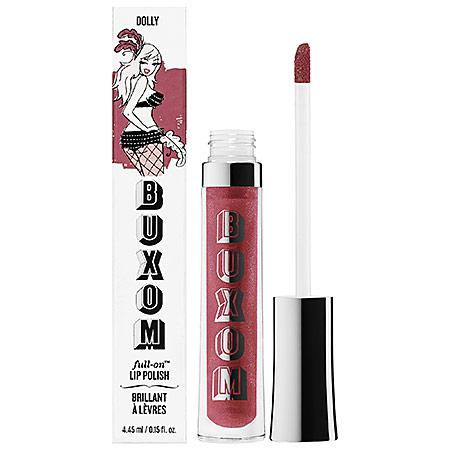 DOLLY
BUXOM
full-on™
LIP POLISH
BRILLANT
À LÈVRES
4.45 ml / 0.15 fl. oz.
BUXOM